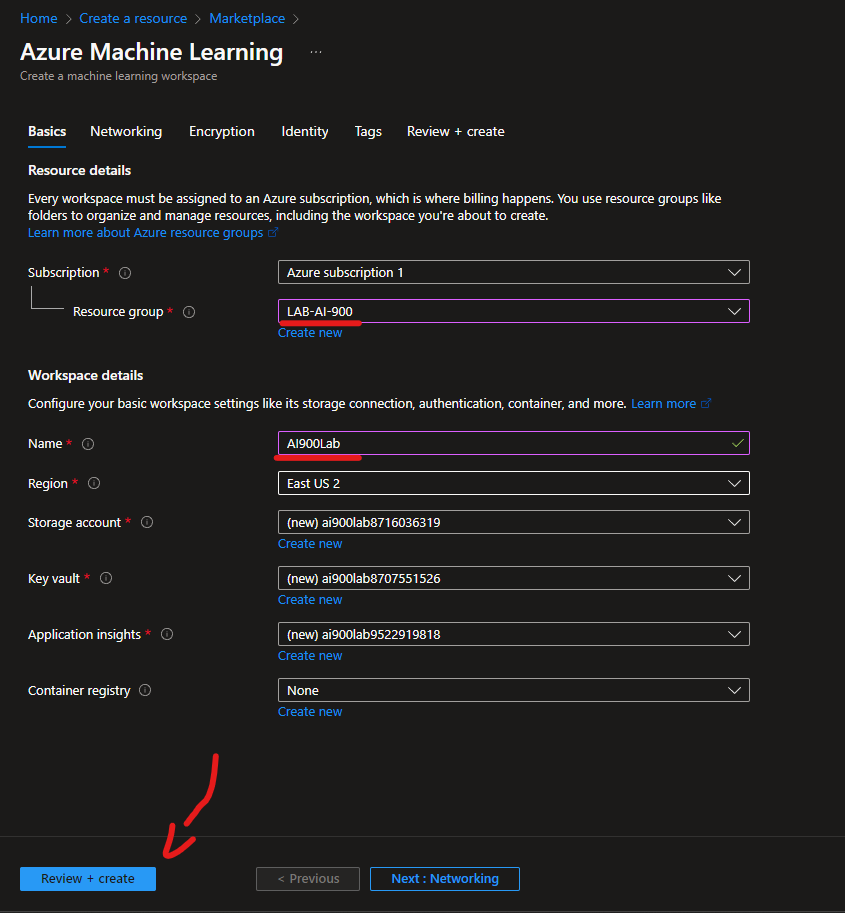 Home > Create a resource > Marketplace >
Azure Machine Learning ...
Create a machine learning workspace
Basics Networking Encryption Identity Tags Review + create
Resource details
Every workspace must be assigned to an Azure subscription, which is where billing happens. You use resource groups like
folders to organize and manage resources, including the workspace you're about to create.
Learn more about Azure resource groups
Subscription * Azure subscription 1
Resource group * LAB-AI-900
Create new
Workspace details
Configure your basic workspace settings like its storage connection, authentication, container, and more. Learn more
Name * AI900Lab
Region * East US 2
Storage account * (new) ai900lab8716036319
Create new
Key vault * (new) ai900lab8707551526
Create new
Application insights * (new) ai900lab9522919818
Create new
Container registry None
Create new
Review + create < Previous Next : Networking